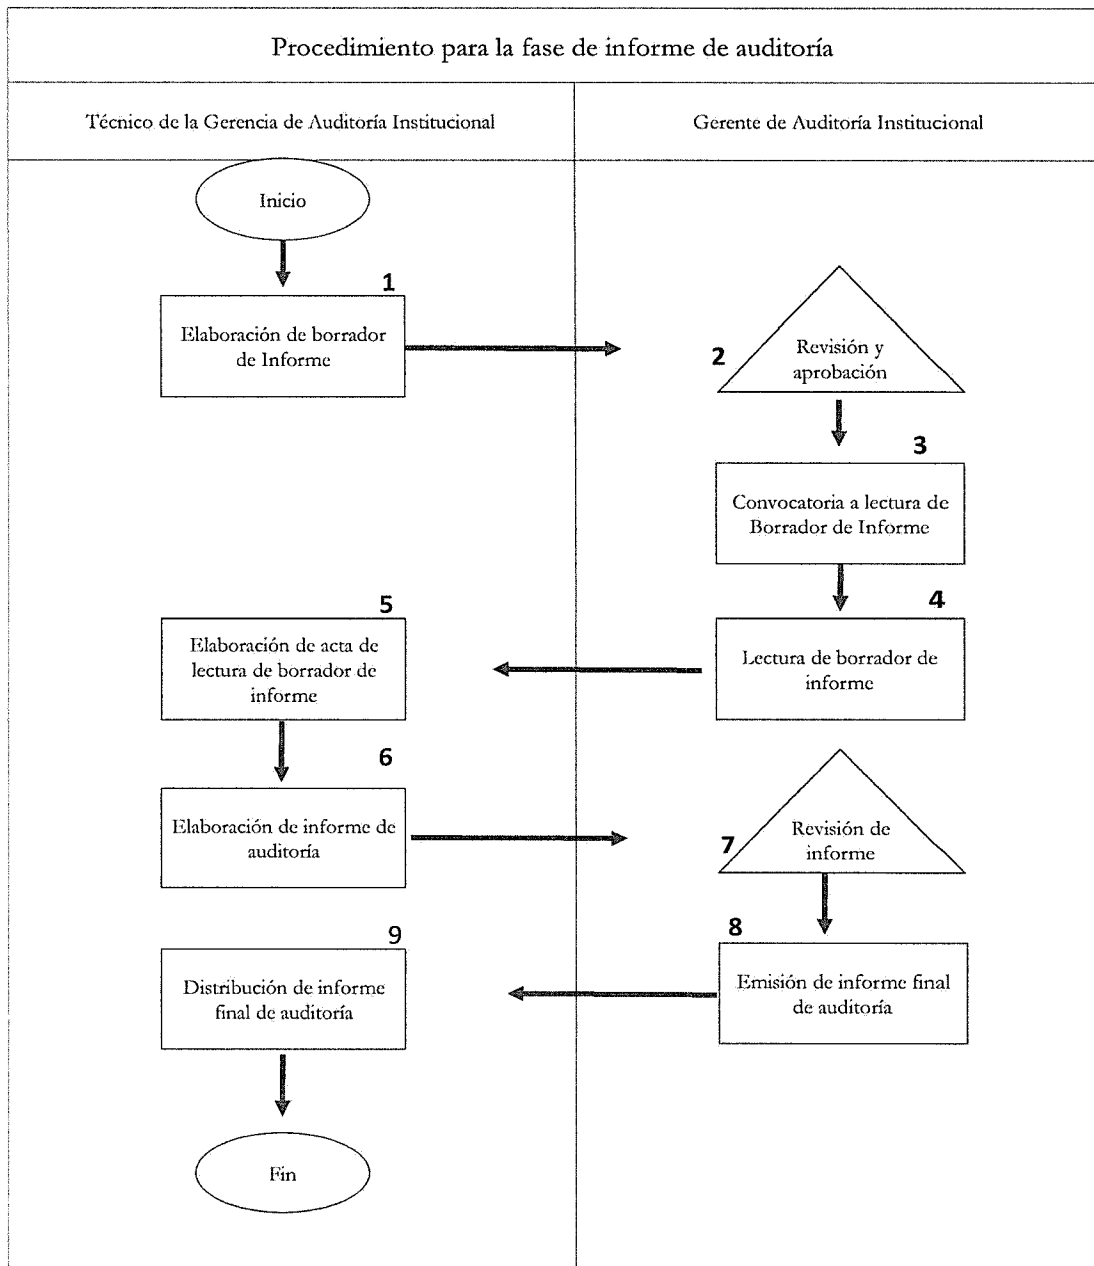 Procedimiento para la fase de informe de auditoría
Técnico de la Gerencia de Auditoría Institucional
Gerente de Auditoría Institucional
Inicio
1
Elaboración de borrador
de Informe
2
Revisión y
aprobación
3
Convocatoria a lectura de
Borrador de Informe
4
Lectura de borrador de
informe
5
Elaboración de acta de
lectura de borrador de
informe
6
Elaboración de informe de
auditoría
7
Revisión de
informe
8
Emisión de informe final
de auditoría
9
Distribución de informe
final de auditoría
Fin